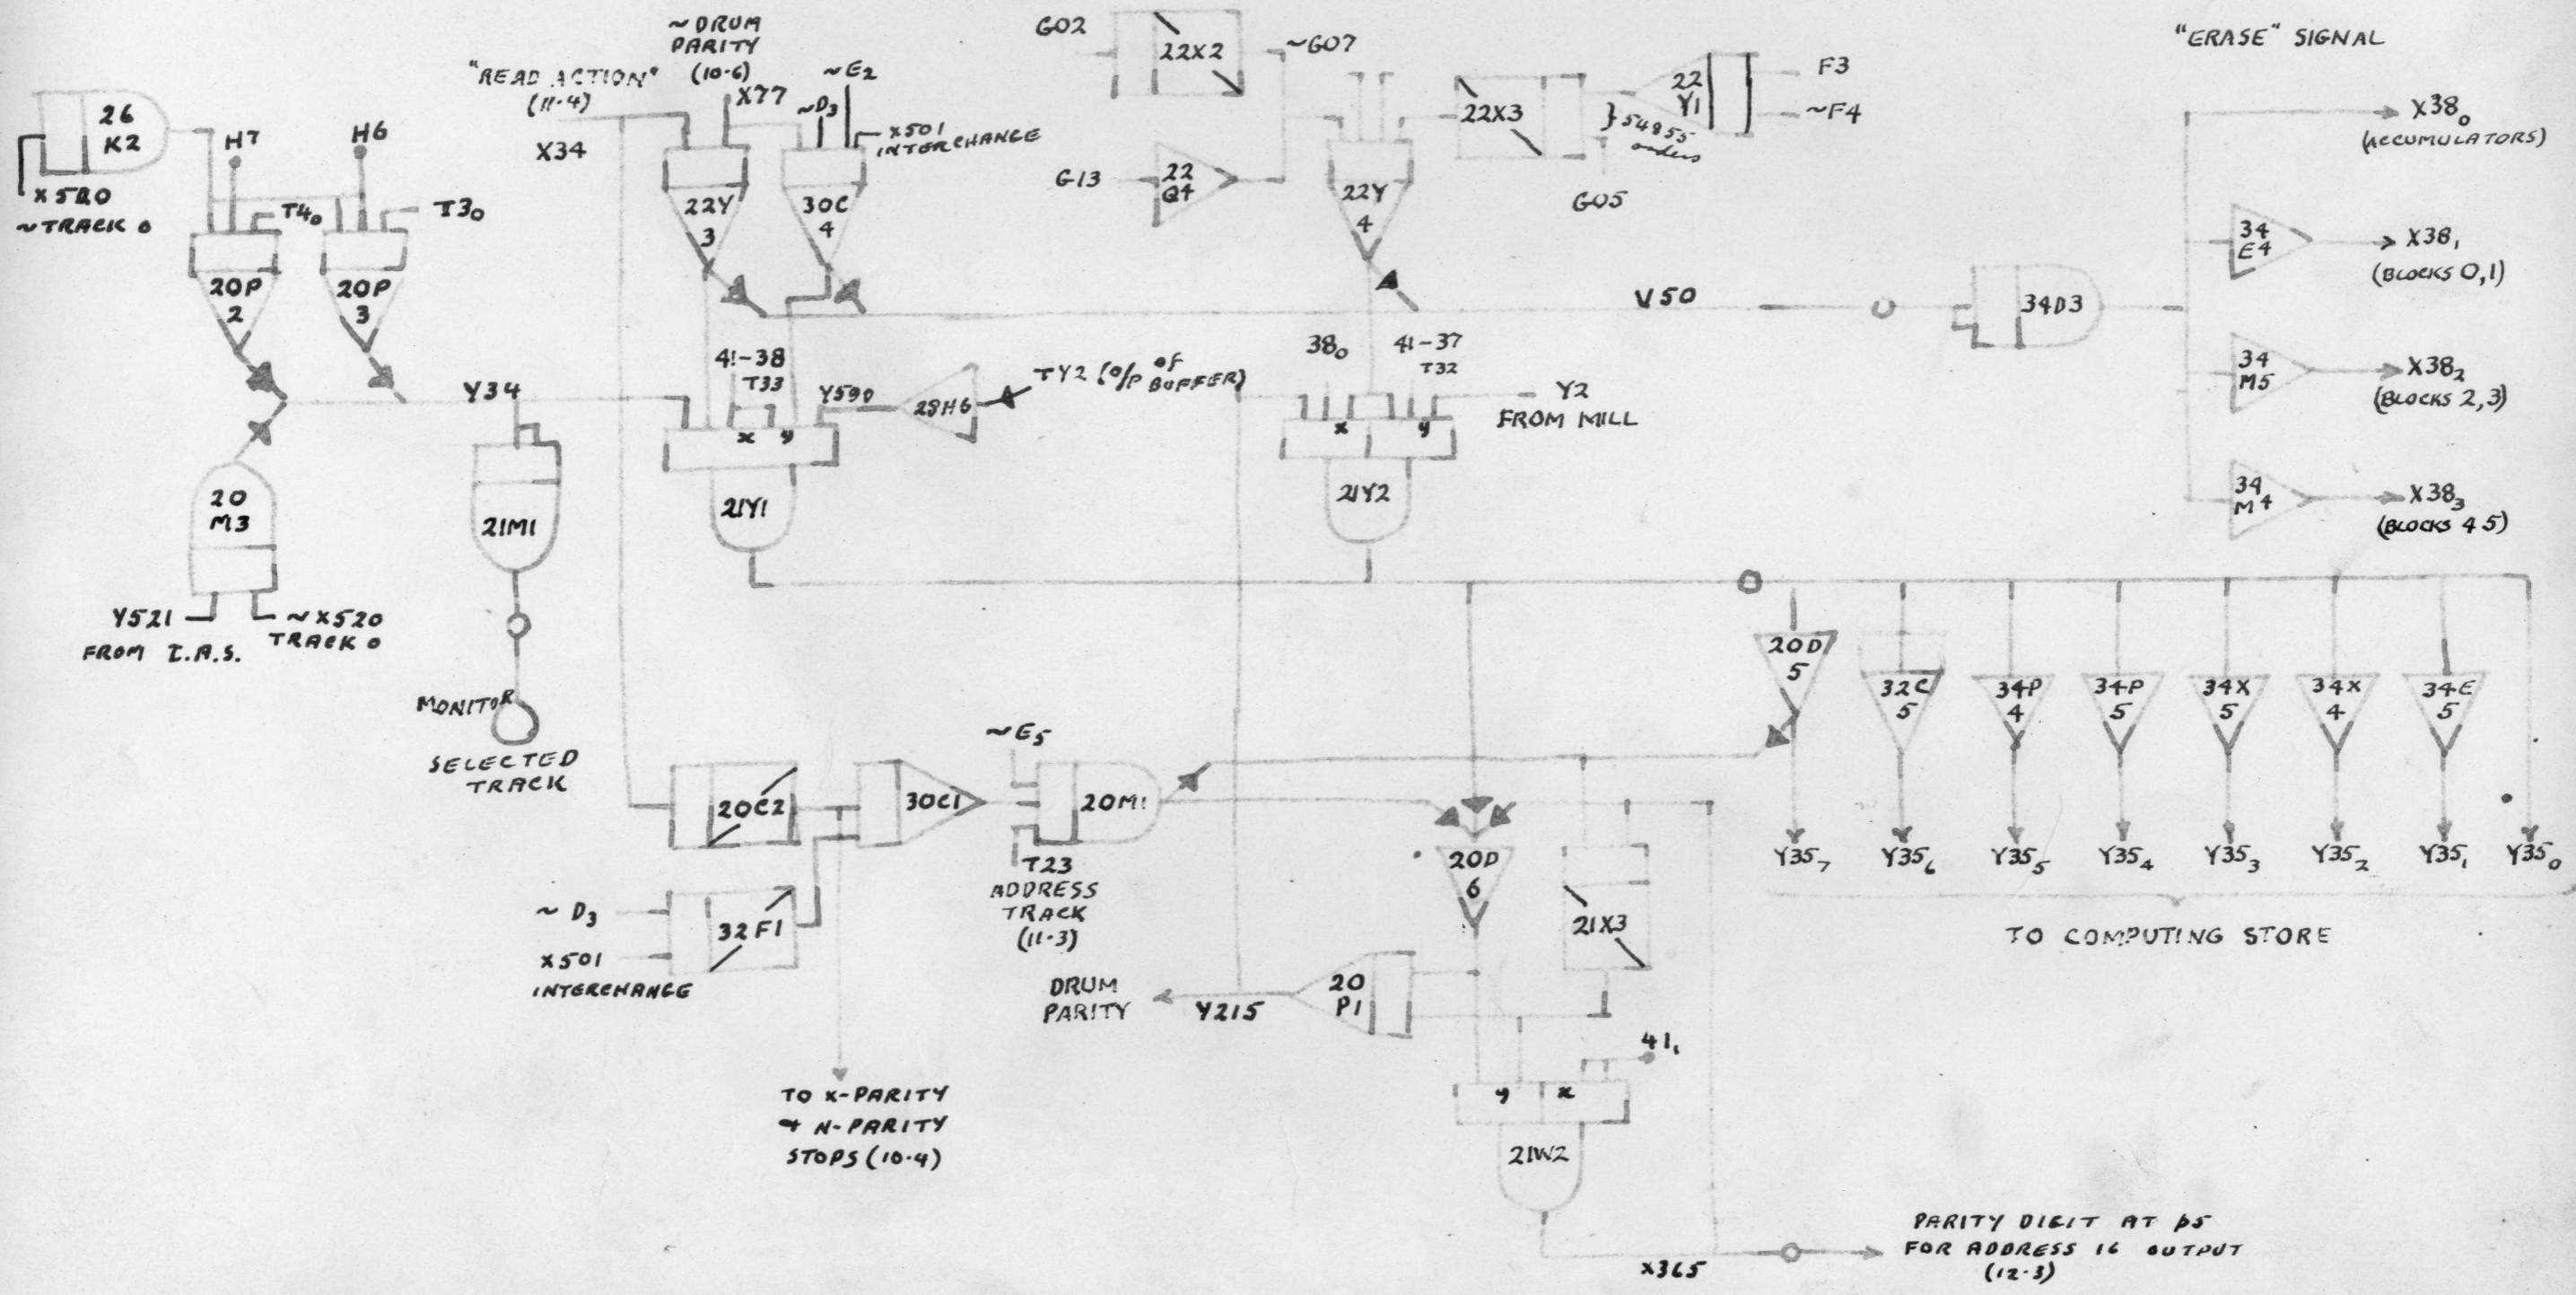 "ERASE" SIGNAL
~DRUM
PARITY
(10·6)
X77
"READ ACTION"
(11·4)
X34
~E2
~D3
X501
INTERCHANGE
G02
22X2
~G07
G13
22
Q4
22X3
22
Y1
}54855
orders
G05
F3
~F4
26
K2
X520
~TRACK 0
H7
H6
T40
T30
20P
2
20P
3
22Y
3
30C
4
22Y
4
V50
34D3
X380
(ACCUMULATORS)
34
E4
X381
(BLOCKS 0,1)
34
M5
X382
(BLOCKS 2,3)
34
M4
X383
(BLOCKS 4 5)
Y34
41-38
T33
Y590
28H6
TY2 (O/P of
BUFFER)
380
41-37
T32
Y2
FROM MILL
x y
x y
20
M3
21M1
21Y1
21Y2
Y521
FROM I.A.S.
~X520
TRACK 0
MONITOR
SELECTED
TRACK
20D
5
32C
5
34P
4
34P
5
34X
5
34X
4
34E
5
Y357
Y356
Y355
Y354
Y353
Y352
Y351
Y350
TO COMPUTING STORE
20C2
30C1
~E5
20M1
T23
ADDRESS
TRACK
(11·3)
~D3
X501
INTERCHANGE
32F1
20D
6
21X3
DRUM
PARITY
Y215
20
P1
411
y x
21W2
TO X-PARITY
+ N-PARITY
STOPS (10·4)
X365
PARITY DIGIT AT p5
FOR ADDRESS 16 OUTPUT
(12·3)